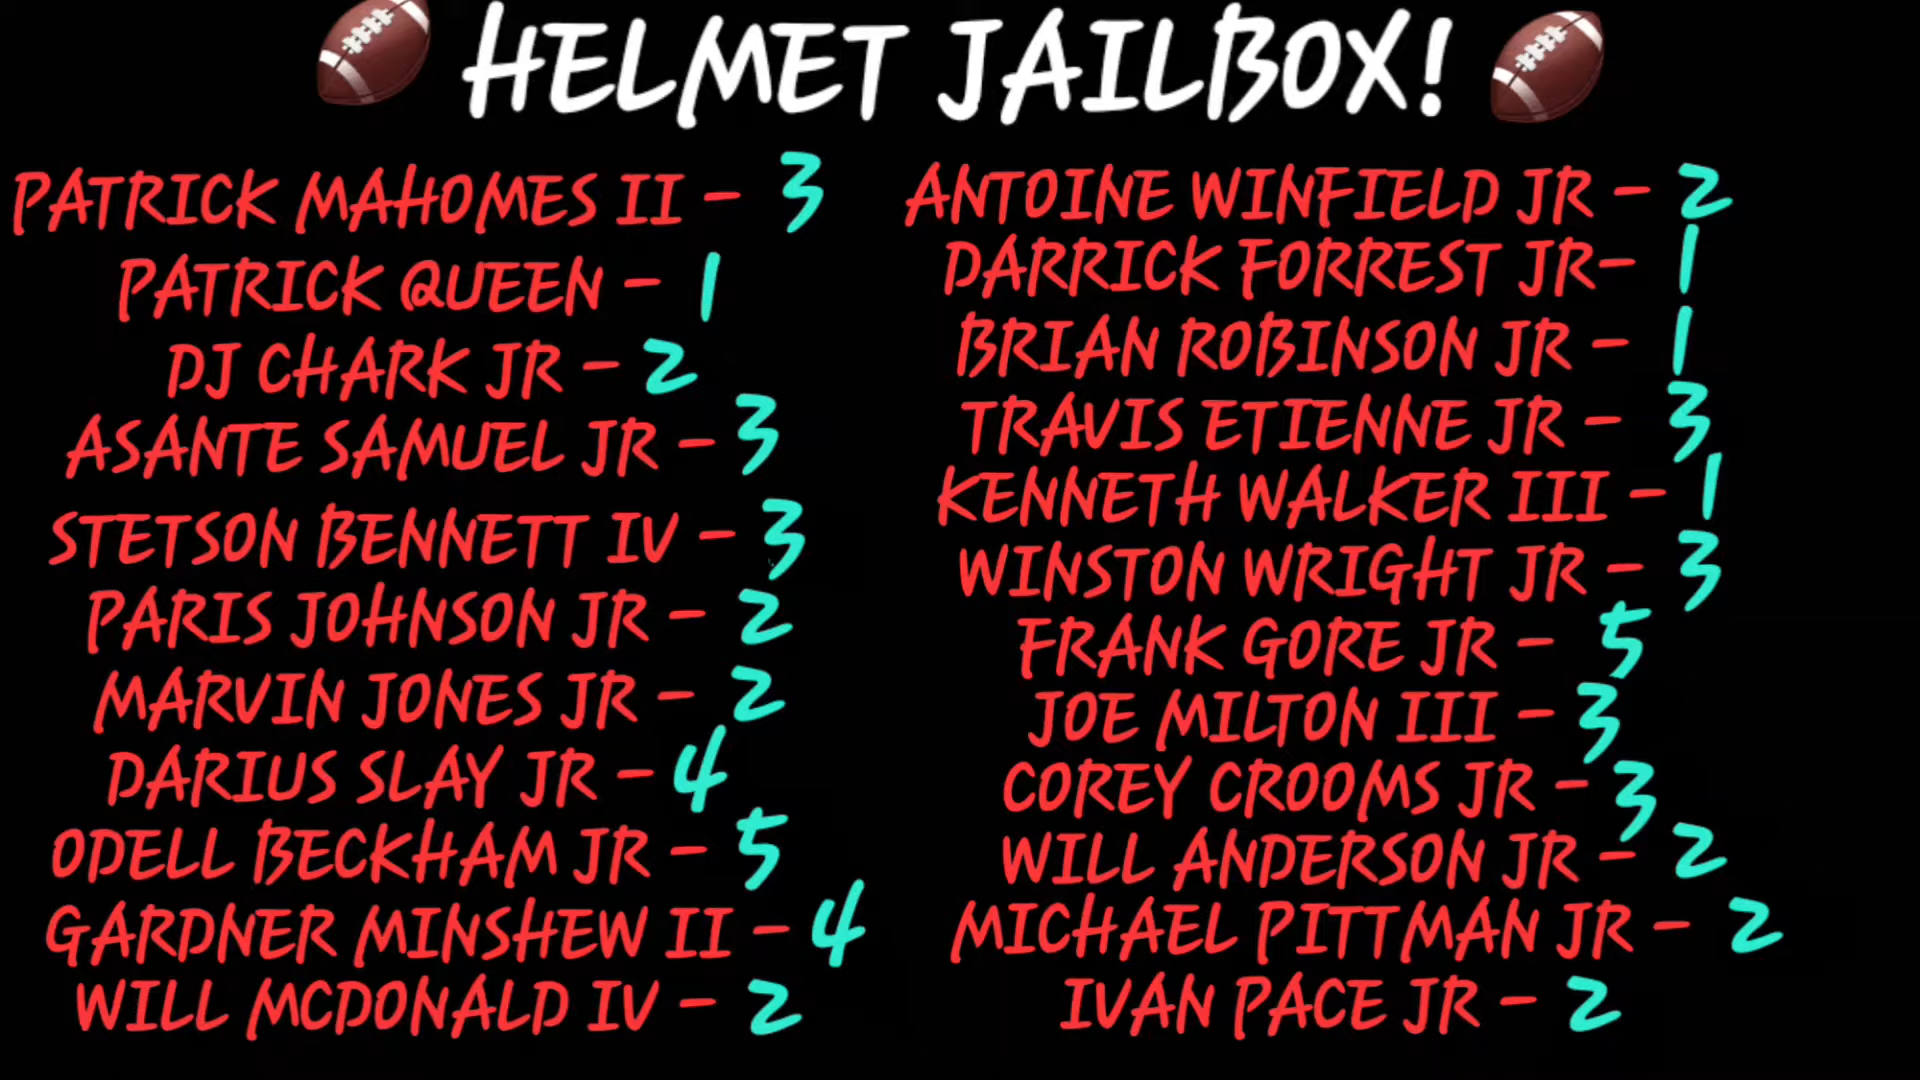 HELMET JAILBOX!
PATRICK MAHOMES II - 3
PATRICK QUEEN - 1
DJ CHARK JR - 2
ASANTE SAMUEL JR - 3
STETSON BENNETT IV - 3
PARIS JOHNSON JR - 2
MARVIN JONES JR - 2
DARIUS SLAY JR - 4
ODELL BECKHAM JR - 5
GARDNER MINSHEW II - 4
WILL MCDONALD IV - 2
ANTOINE WINFIELD JR - 2
DARRICK FORREST JR- 1
BRIAN ROBINSON JR - 1
TRAVIS ETIENNE JR - 3
KENNETH WALKER III - 1
WINSTON WRIGHT JR - 3
FRANK GORE JR - 5
JOE MILTON III - 3
COREY CROOMS JR - 3
WILL ANDERSON JR - 2
MICHAEL PITTMAN JR - 2
IVAN PACE JR - 2